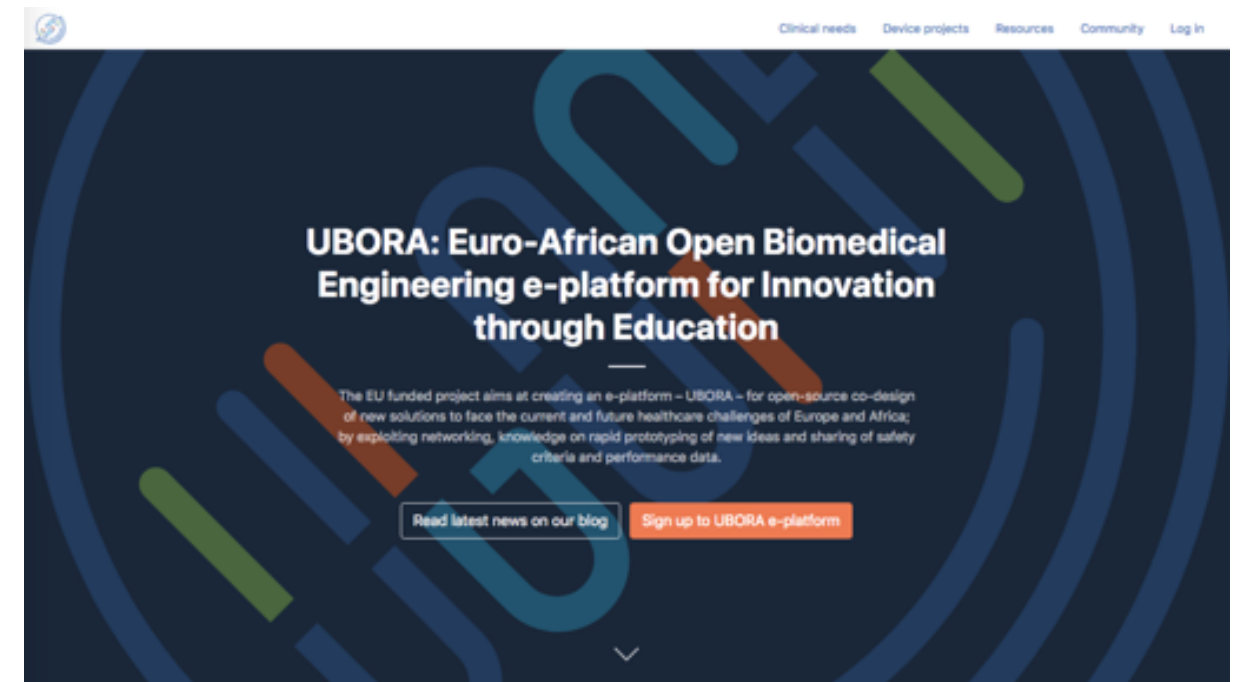 Clinical needs Device projects Resources Community Log in
UBORA: Euro-African Open Biomedical
Engineering e-platform for Innovation
through Education
The EU funded project aims at creating an e-platform – UBORA – for open-source co-design
of new solutions to face the current and future healthcare challenges of Europe and Africa;
by exploiting networking, knowledge on rapid prototyping of new ideas and sharing of safety
criteria and performance data.
Read latest news on our blog Sign up to UBORA e-platform